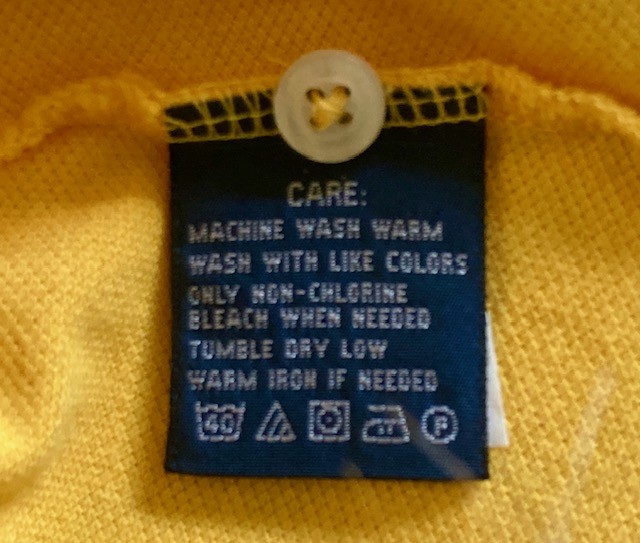 CARE:
MACHINE WASH WARM
WASH WITH LIKE COLORS
ONLY NON-CHLORINE
BLEACH WHEN NEEDED
TUMBLE DRY LOW
WARM IRON IF NEEDED
40 P